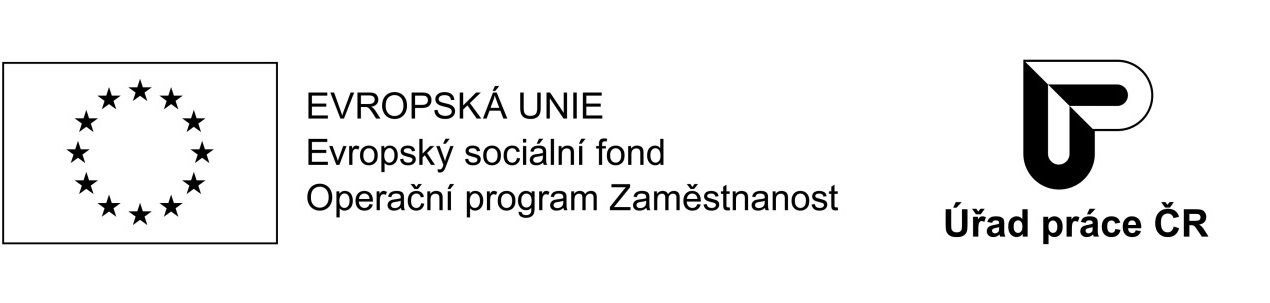 EVROPSKÁ UNIE
Evropský sociální fond
Operační program Zaměstnanost
Úřad práce ČR